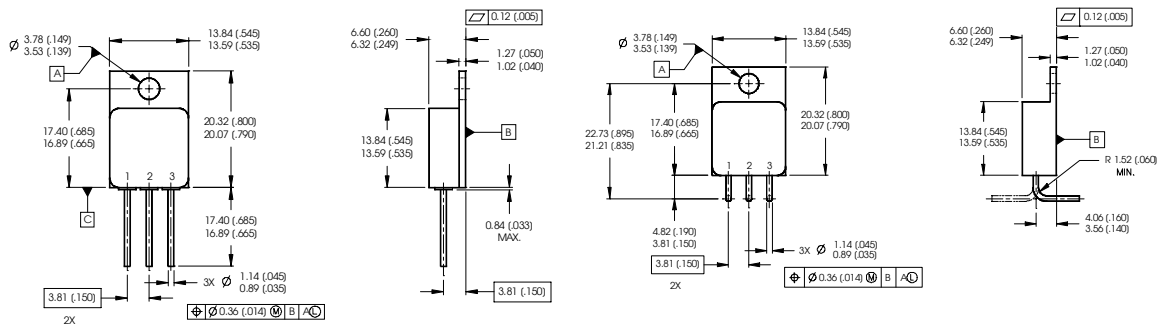 Ø 3.78 (.149)
3.53 (.139)
13.84 (.545)
13.59 (.535)
A
17.40 (.685)
16.89 (.665)
20.32 (.800)
20.07 (.790)
1 2 3
C
17.40 (.685)
16.89 (.665)
3X Ø 1.14 (.045)
0.89 (.035)
3.81 (.150)
2X
⌖ Ø 0.36 (.014) Ⓜ B A Ⓛ
▱ 0.12 (.005)
6.60 (.260)
6.32 (.249)
1.27 (.050)
1.02 (.040)
13.84 (.545)
13.59 (.535)
B
0.84 (.033)
MAX.
3.81 (.150)
Ø 3.78 (.149)
3.53 (.139)
13.84 (.545)
13.59 (.535)
A
22.73 (.895)
21.21 (.835)
17.40 (.685)
16.89 (.665)
20.32 (.800)
20.07 (.790)
1 2 3
4.82 (.190)
3.81 (.150)
3X Ø 1.14 (.045)
0.89 (.035)
3.81 (.150)
2X
⌖ Ø 0.36 (.014) Ⓜ B A Ⓛ
▱ 0.12 (.005)
6.60 (.260)
6.32 (.249)
1.27 (.050)
1.02 (.040)
13.84 (.545)
13.59 (.535)
B
R 1.52 (.060)
MIN.
4.06 (.160)
3.56 (.140)